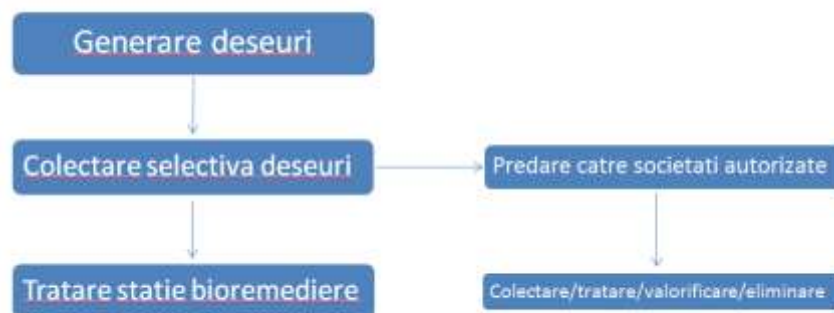 Generare deseuri
Colectare selectiva deseuri
Predare catre societati autorizate
Tratare statie bioremediere
Colectare/tratare/valorificare/eliminare